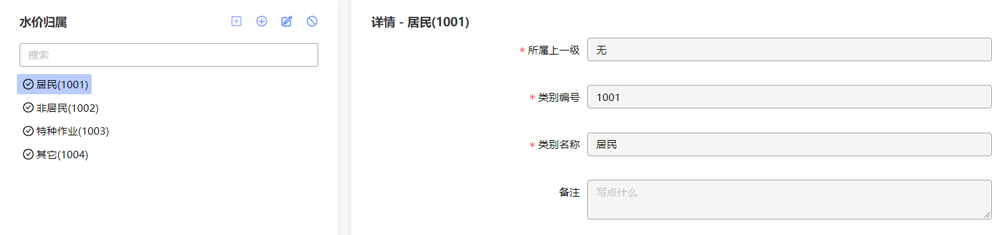 水价归属
搜索
居民(1001)
非居民(1002)
特种作业(1003)
其它(1004)
详情 - 居民(1001)
* 所属上一级 无
* 类别编号 1001
* 类别名称 居民
备注 写点什么